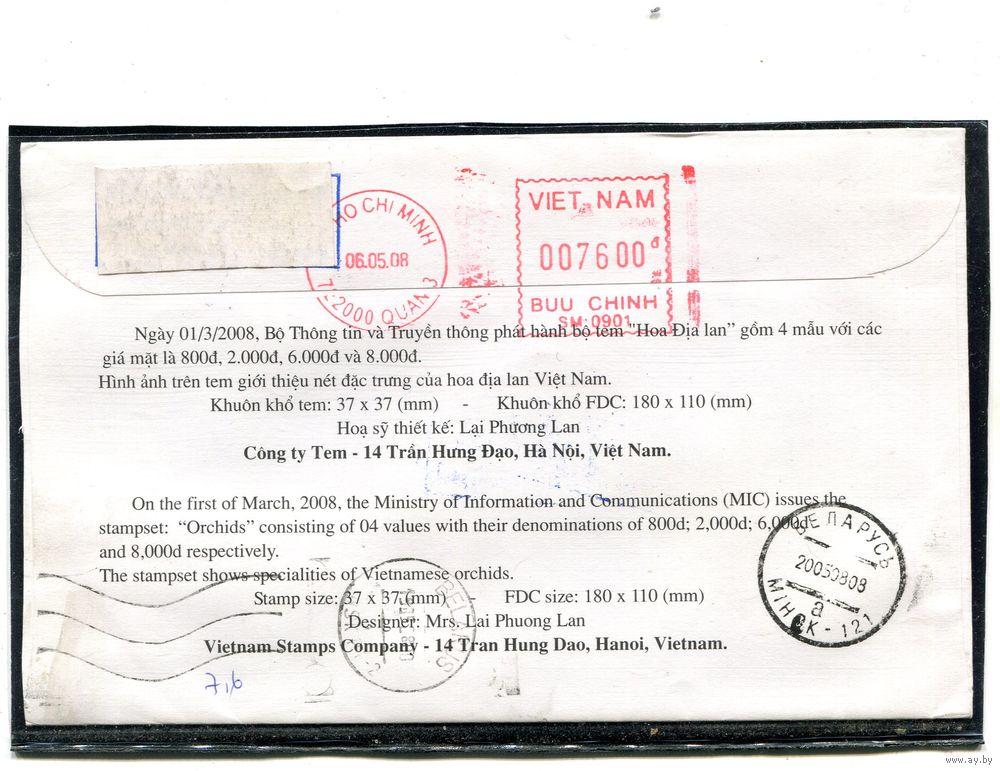 HO CHI MINH
06.05.08
QUAN 3
VIET NAM
007600đ
BUU CHINH
SM:0901
Ngày 01/3/2008, Bộ Thông tin và Truyền thông phát hành bộ tem "Hoa Địa lan” gồm 4 mẫu với các
giá mặt là 800đ, 2.000đ, 6.000đ và 8.000đ.
Hình ảnh trên tem giới thiệu nét đặc trưng của hoa địa lan Việt Nam.
Khuôn khổ tem: 37 x 37 (mm) - Khuôn khổ FDC: 180 x 110 (mm)
Hoạ sỹ thiết kế: Lại Phương Lan
Công ty Tem - 14 Trần Hưng Đạo, Hà Nội, Việt Nam.
On the first of March, 2008, the Ministry of Information and Communications (MIC) issues the
stampset: “Orchids” consisting of 04 values with their denominations of 800d; 2,000d; 6,000d
and 8,000d respectively.
The stampset shows specialities of Vietnamese orchids.
Stamp size: 37 x 37 (mm) - FDC size: 180 x 110 (mm)
Designer: Mrs. Lai Phuong Lan
Vietnam Stamps Company - 14 Tran Hung Dao, Hanoi, Vietnam.
БЕЛАРУСЬ
20050808
а
МІНСК - 121
7,6
www.ay.by